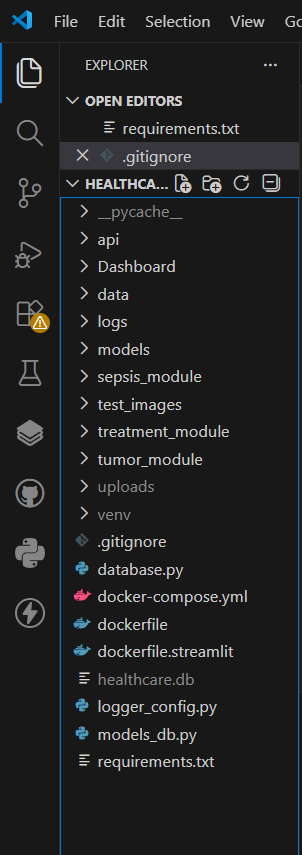 File Edit Selection View Go
EXPLORER
OPEN EDITORS
requirements.txt
.gitignore
HEALTHCA...
__pycache__
api
Dashboard
data
logs
models
sepsis_module
test_images
treatment_module
tumor_module
uploads
venv
.gitignore
database.py
docker-compose.yml
dockerfile
dockerfile.streamlit
healthcare.db
logger_config.py
models_db.py
requirements.txt